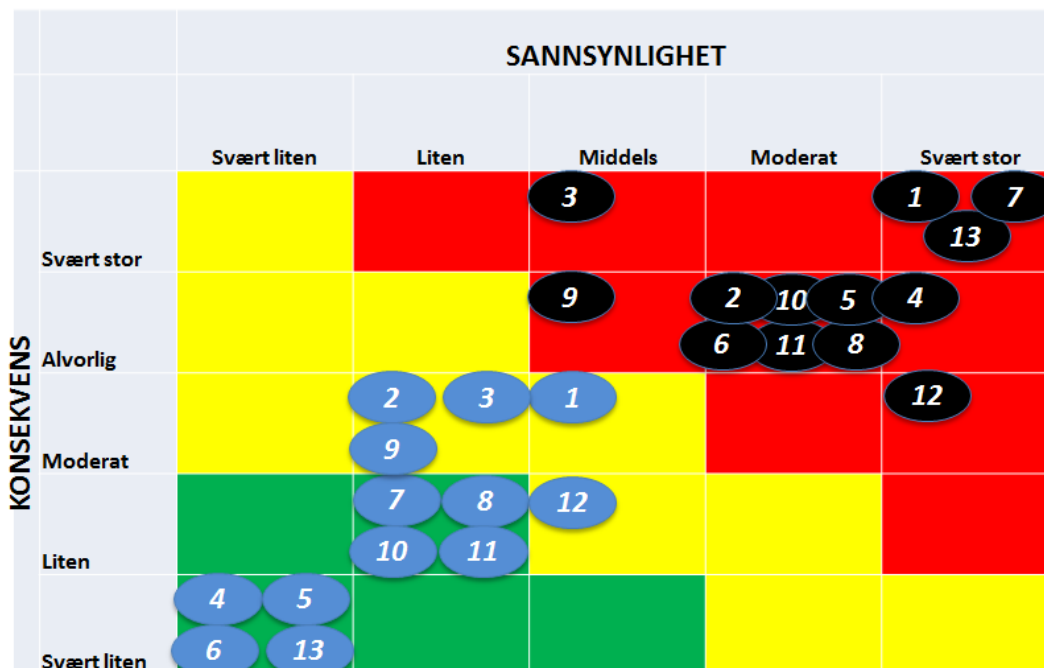 SANNSYNLIGHET
Svært liten Liten Middels Moderat Svært stor
KONSEKVENS
Svært stor
3 1 7
13
Alvorlig
9 2 10 5 4
6 11 8
Moderat
2 3 1 12
9
Liten
7 8 12
10 11
Svært liten
4 5
6 13